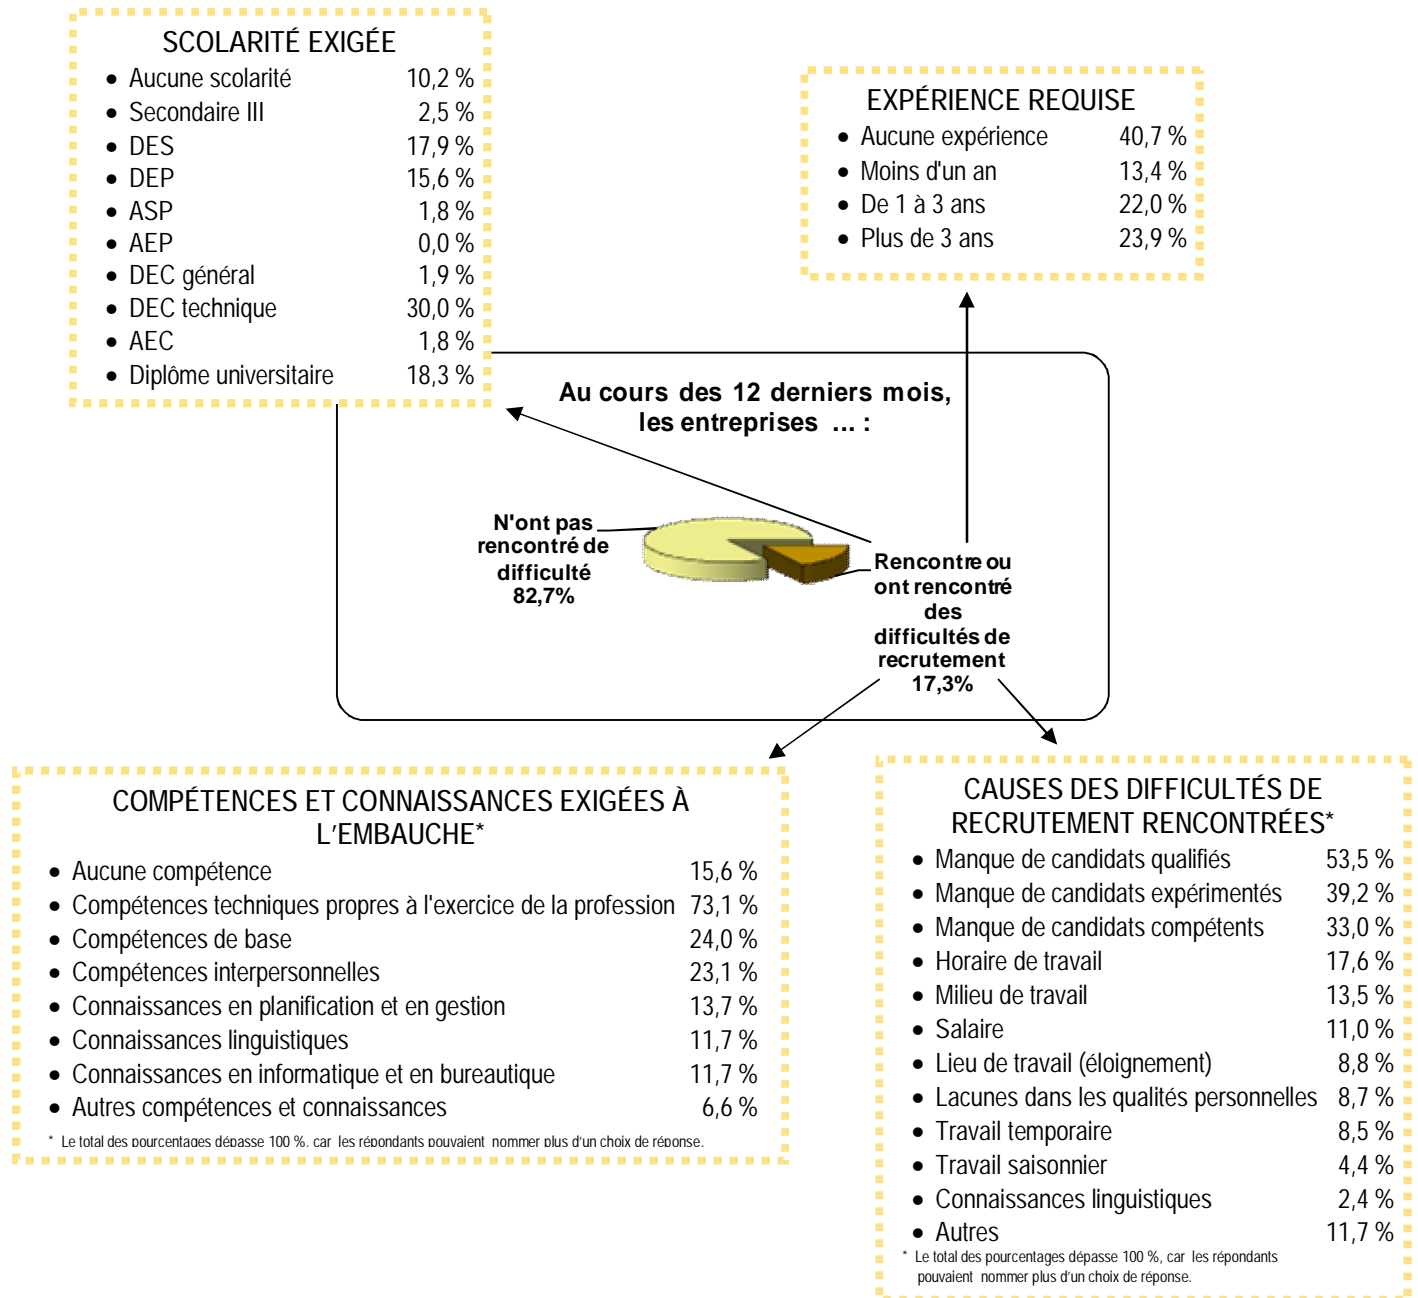 SCOLARITÉ EXIGÉE
• Aucune scolarité 10,2 %
• Secondaire III 2,5 %
• DES 17,9 %
• DEP 15,6 %
• ASP 1,8 %
• AEP 0,0 %
• DEC général 1,9 %
• DEC technique 30,0 %
• AEC 1,8 %
• Diplôme universitaire 18,3 %
EXPÉRIENCE REQUISE
• Aucune expérience 40,7 %
• Moins d'un an 13,4 %
• De 1 à 3 ans 22,0 %
• Plus de 3 ans 23,9 %
Au cours des 12 derniers mois,
les entreprises ... :
N'ont pas
rencontré de
difficulté
82,7%
Rencontre ou
ont rencontré
des
difficultés de
recrutement
17,3%
COMPÉTENCES ET CONNAISSANCES EXIGÉES À
L'EMBAUCHE*
• Aucune compétence 15,6 %
• Compétences techniques propres à l'exercice de la profession 73,1 %
• Compétences de base 24,0 %
• Compétences interpersonnelles 23,1 %
• Connaissances en planification et en gestion 13,7 %
• Connaissances linguistiques 11,7 %
• Connaissances en informatique et en bureautique 11,7 %
• Autres compétences et connaissances 6,6 %
* Le total des pourcentages dépasse 100 %, car les répondants pouvaient nommer plus d'un choix de réponse.
CAUSES DES DIFFICULTÉS DE
RECRUTEMENT RENCONTRÉES*
• Manque de candidats qualifiés 53,5 %
• Manque de candidats expérimentés 39,2 %
• Manque de candidats compétents 33,0 %
• Horaire de travail 17,6 %
• Milieu de travail 13,5 %
• Salaire 11,0 %
• Lieu de travail (éloignement) 8,8 %
• Lacunes dans les qualités personnelles 8,7 %
• Travail temporaire 8,5 %
• Travail saisonnier 4,4 %
• Connaissances linguistiques 2,4 %
• Autres 11,7 %
* Le total des pourcentages dépasse 100 %, car les répondants
pouvaient nommer plus d'un choix de réponse.